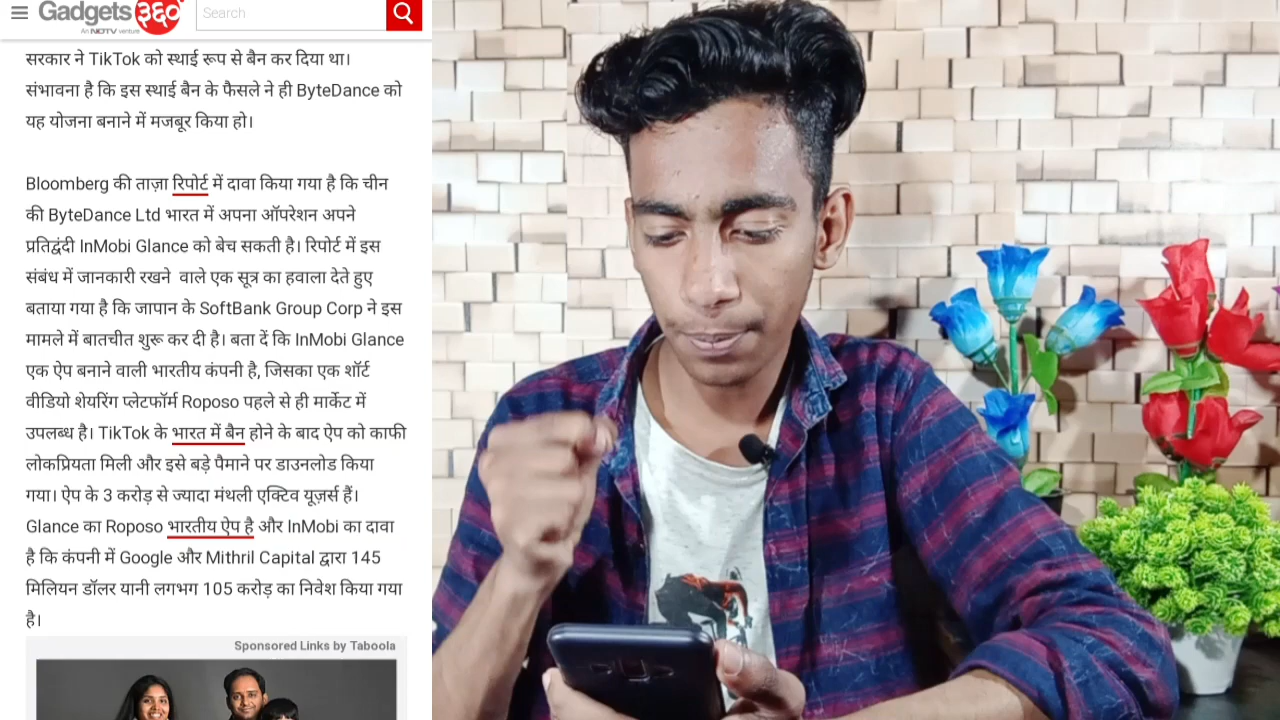 Gadgets ३६०
An NDTV venture
Search
सरकार ने TikTok को स्थाई रूप से बैन कर दिया था।
संभावना है कि इस स्थाई बैन के फैसले ने ही ByteDance को
यह योजना बनाने में मजबूर किया हो।
Bloomberg की ताज़ा रिपोर्ट में दावा किया गया है कि चीन
की ByteDance Ltd भारत में अपना ऑपरेशन अपने
प्रतिद्वंदी InMobi Glance को बेच सकती है। रिपोर्ट में इस
संबंध में जानकारी रखने वाले एक सूत्र का हवाला देते हुए
बताया गया है कि जापान के SoftBank Group Corp ने इस
मामले में बातचीत शुरू कर दी है। बता दें कि InMobi Glance
एक ऐप बनाने वाली भारतीय कंपनी है, जिसका एक शॉर्ट
वीडियो शेयरिंग प्लेटफॉर्म Roposo पहले से ही मार्केट में
उपलब्ध है। TikTok के भारत में बैन होने के बाद ऐप को काफी
लोकप्रियता मिली और इसे बड़े पैमाने पर डाउनलोड किया
गया। ऐप के 3 करोड़ से ज्यादा मंथली एक्टिव यूज़र्स हैं।
Glance का Roposo भारतीय ऐप है और InMobi का दावा
है कि कंपनी में Google और Mithril Capital द्वारा 145
मिलियन डॉलर यानी लगभग 105 करोड़ का निवेश किया गया
है।
Sponsored Links by Taboola